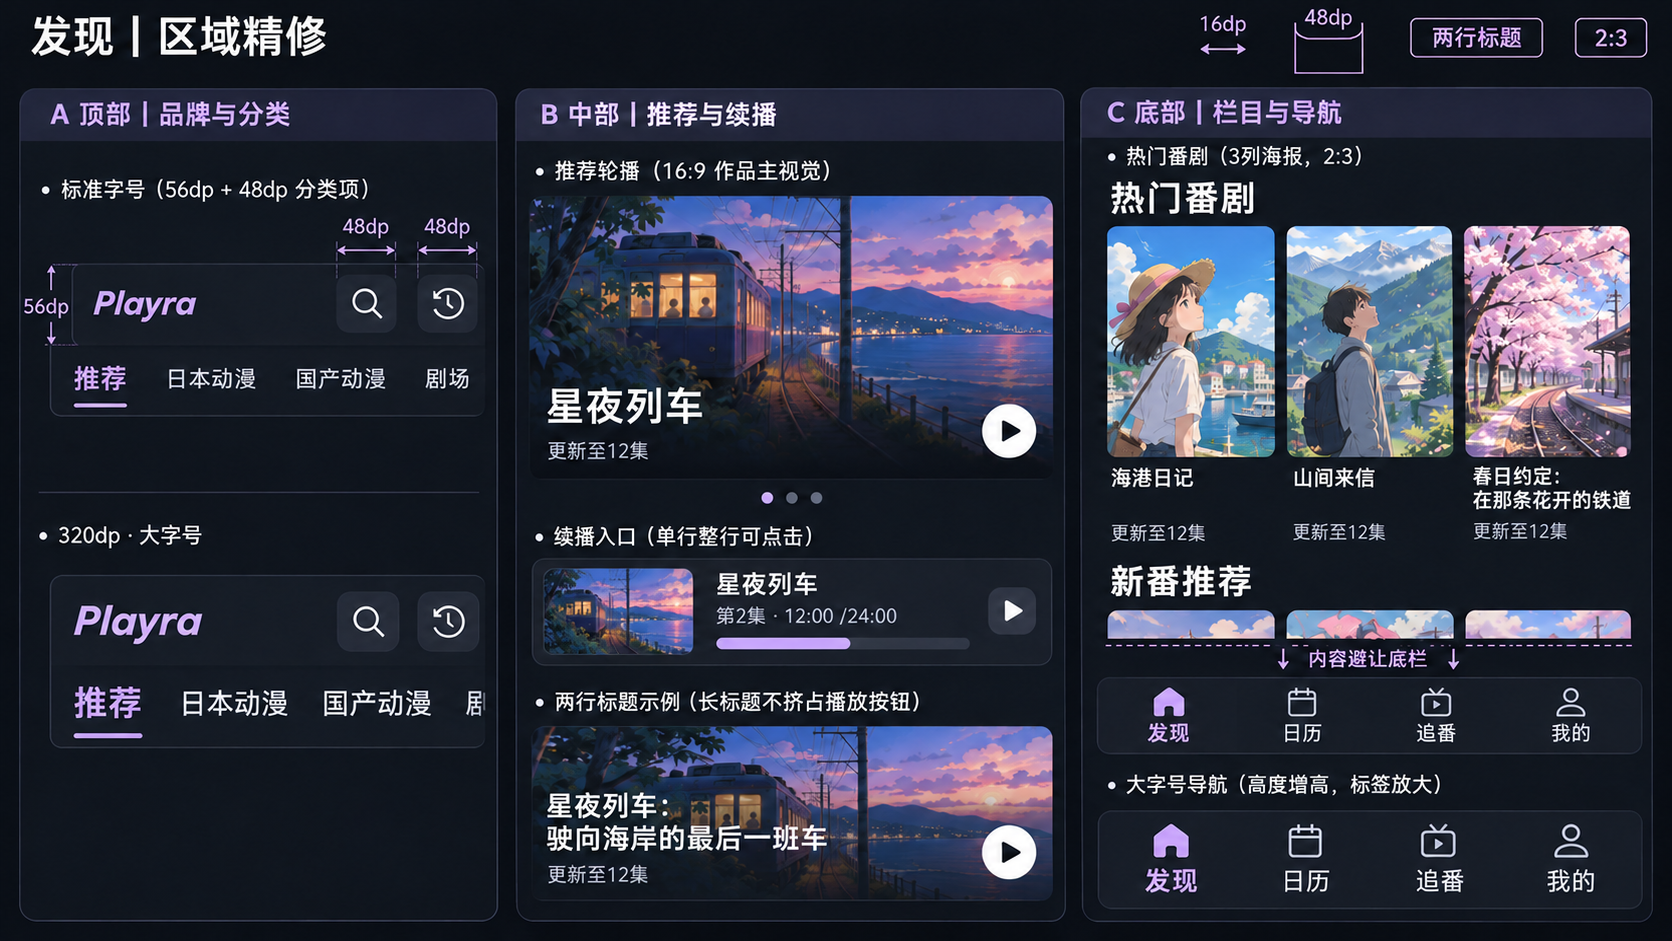 发现 | 区域精修
16dp
48dp
两行标题
2:3
A 顶部 | 品牌与分类
• 标准字号（56dp + 48dp 分类项）
48dp
48dp
56dp
Playra
推荐
日本动漫
国产动漫
剧场
• 320dp · 大字号
Playra
推荐
日本动漫
国产动漫
剧
B 中部 | 推荐与续播
• 推荐轮播（16:9 作品主视觉）
星夜列车
更新至12集
• 续播入口（单行整行可点击）
星夜列车
第2集 · 12:00 /24:00
• 两行标题示例（长标题不挤占播放按钮）
星夜列车：
驶向海岸的最后一班车
更新至12集
C 底部 | 栏目与导航
• 热门番剧（3列海报，2:3）
热门番剧
海港日记
更新至12集
山间来信
更新至12集
春日约定：
在那条花开的铁道
更新至12集
新番推荐
↓ 内容避让底栏 ↓
发现
日历
追番
我的
• 大字号导航（高度增高，标签放大）
发现
日历
追番
我的